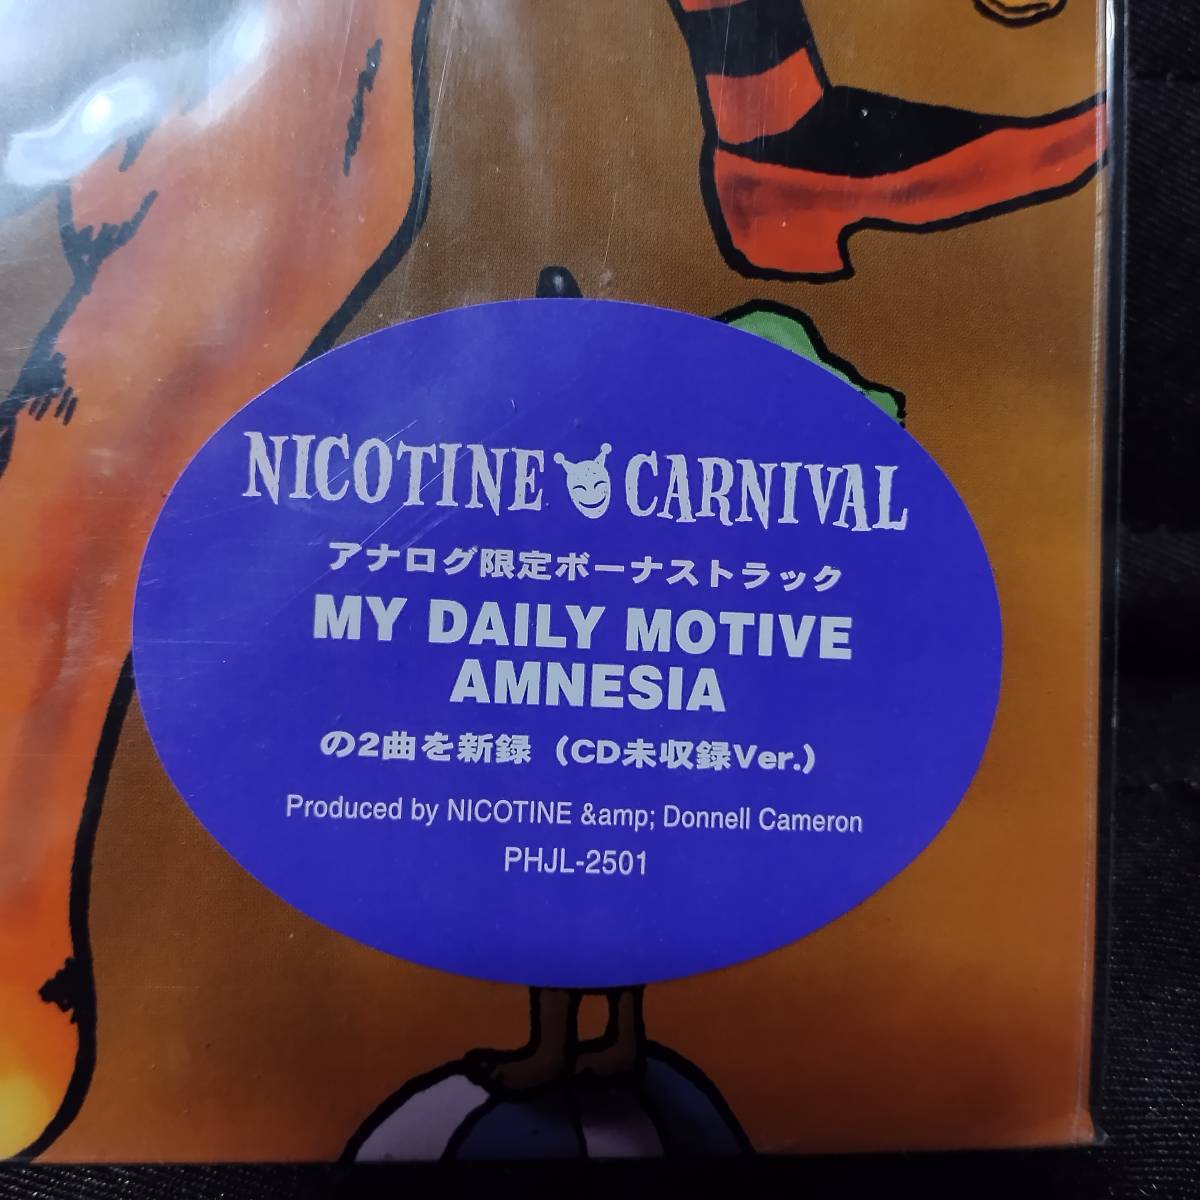 NICOTINE CARNIVAL
アナログ限定ボーナストラック
MY DAILY MOTIVE
AMNESIA
の2曲を新録（CD未収録Ver.）
Produced by NICOTINE &amp; Donnell Cameron
PHJL-2501